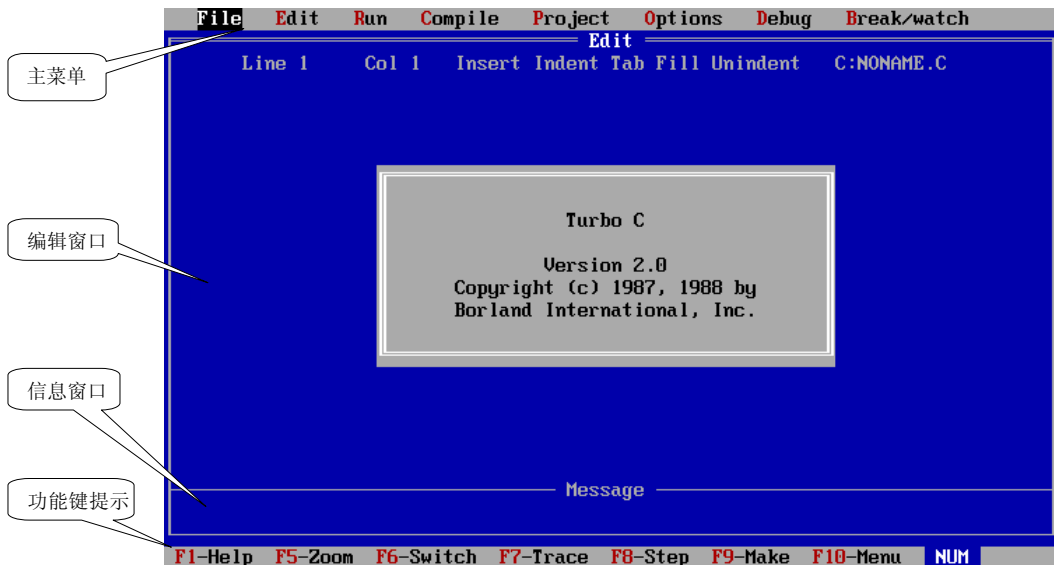 File Edit Run Compile Project Options Debug Break/watch
Edit
Line 1 Col 1 Insert Indent Tab Fill Unindent C:NONAME.C
主菜单
Turbo C
编辑窗口
Version 2.0
Copyright (c) 1987, 1988 by
Borland International, Inc.
信息窗口
Message
功能键提示
F1-Help F5-Zoom F6-Switch F7-Trace F8-Step F9-Make F10-Menu NUM